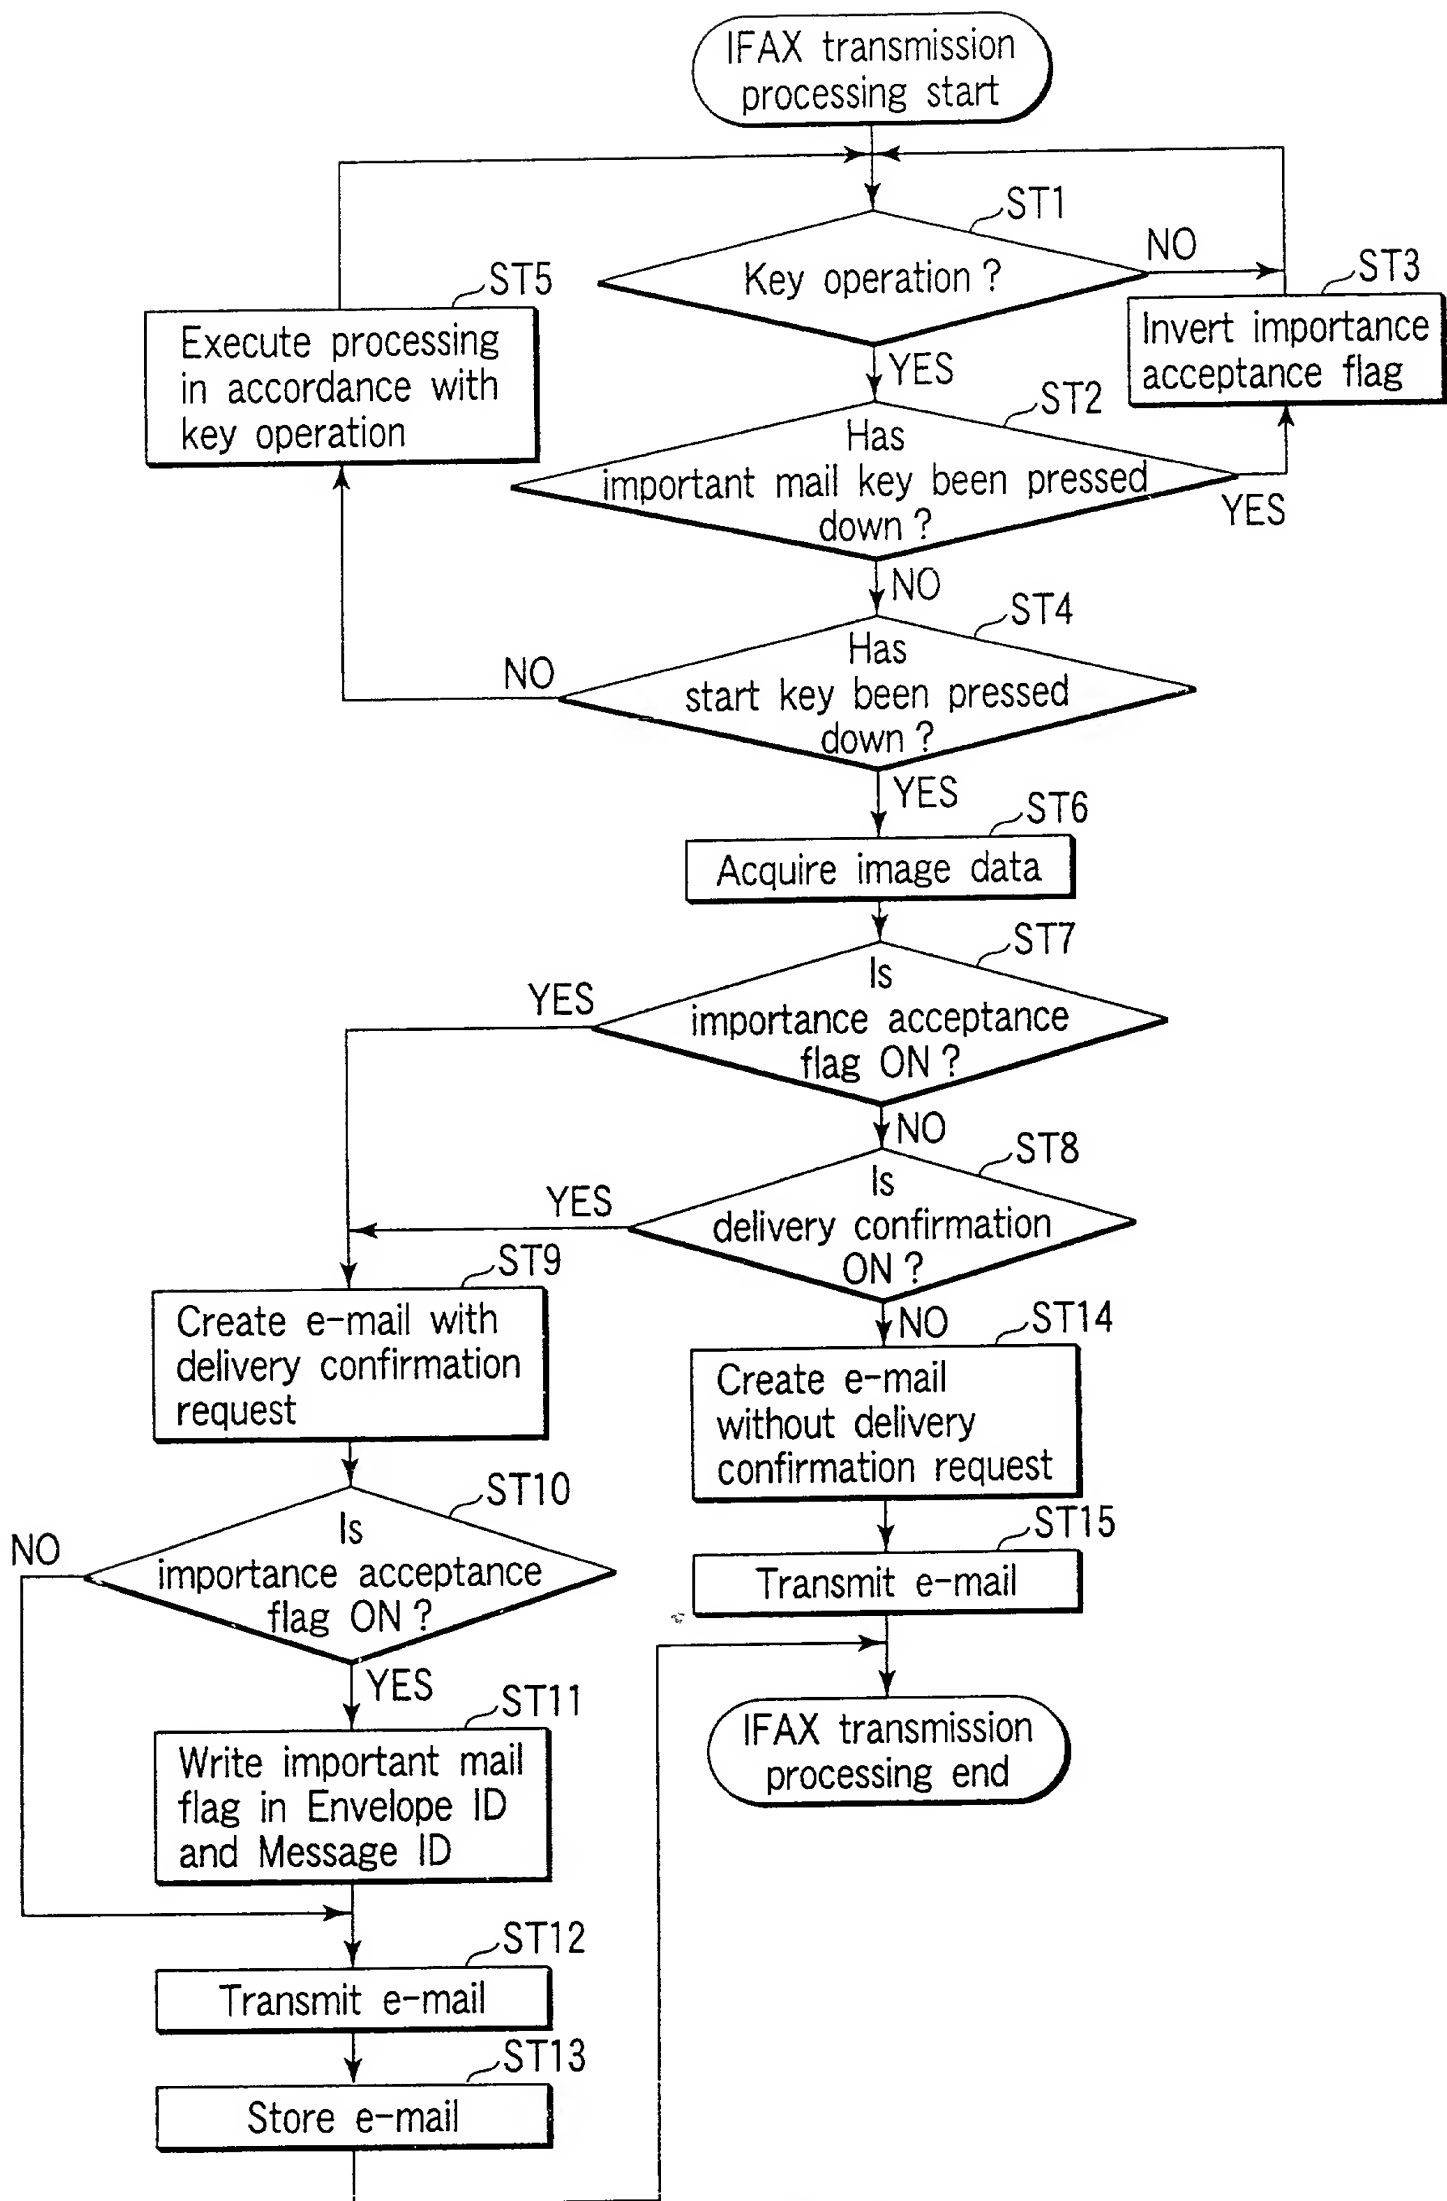 IFAX transmission
processing start
ST1
Key operation ?
NO
YES
ST5
Execute processing
in accordance with
key operation
ST3
Invert importance
acceptance flag
ST2
Has
important mail key been pressed
down ?
YES
NO
ST4
Has
start key been pressed
down ?
NO
YES
ST6
Acquire image data
ST7
Is
importance acceptance
flag ON ?
YES
NO
ST8
Is
delivery confirmation
ON ?
YES
NO
ST9
Create e-mail with
delivery confirmation
request
ST14
Create e-mail
without delivery
confirmation request
ST10
Is
importance acceptance
flag ON ?
NO
YES
ST15
Transmit e-mail
ST11
Write important mail
flag in Envelope ID
and Message ID
IFAX transmission
processing end
ST12
Transmit e-mail
ST13
Store e-mail